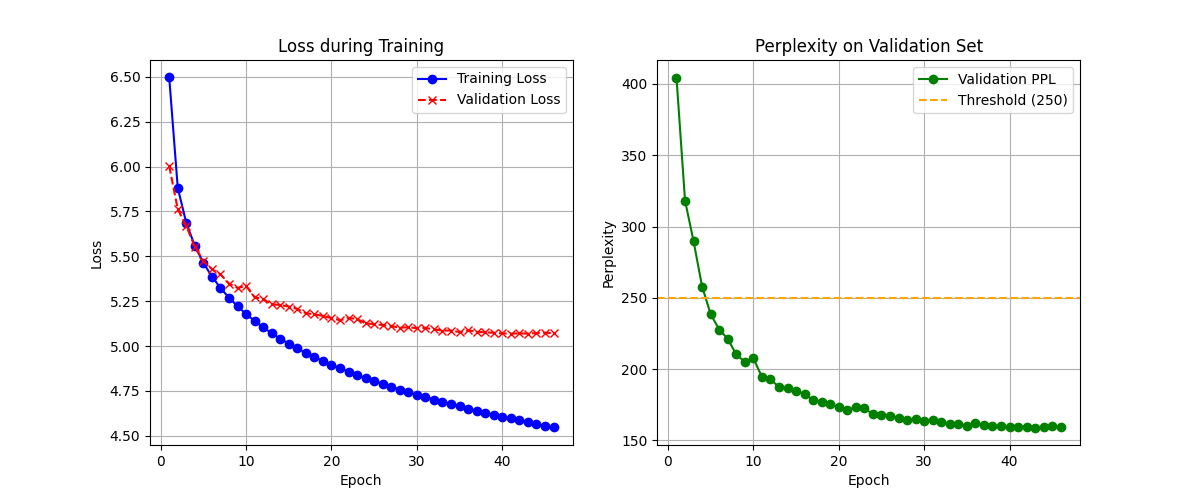 Loss during Training
Training Loss
Validation Loss
6.50
6.25
6.00
5.75
5.50
5.25
5.00
4.75
4.50
Loss
0 10 20 30 40
Epoch
Perplexity on Validation Set
Validation PPL
Threshold (250)
400
350
300
250
200
150
Perplexity
0 10 20 30 40
Epoch